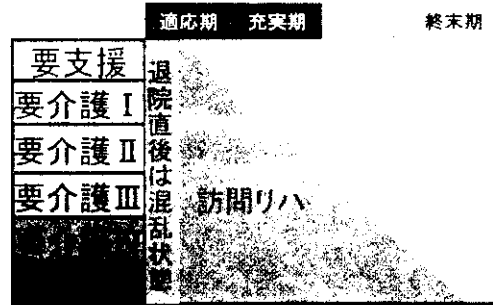 適応期 充実期 終末期
要支援
要介護Ⅰ
要介護Ⅱ
要介護Ⅲ
退院直後は混乱状態
訪問リハ